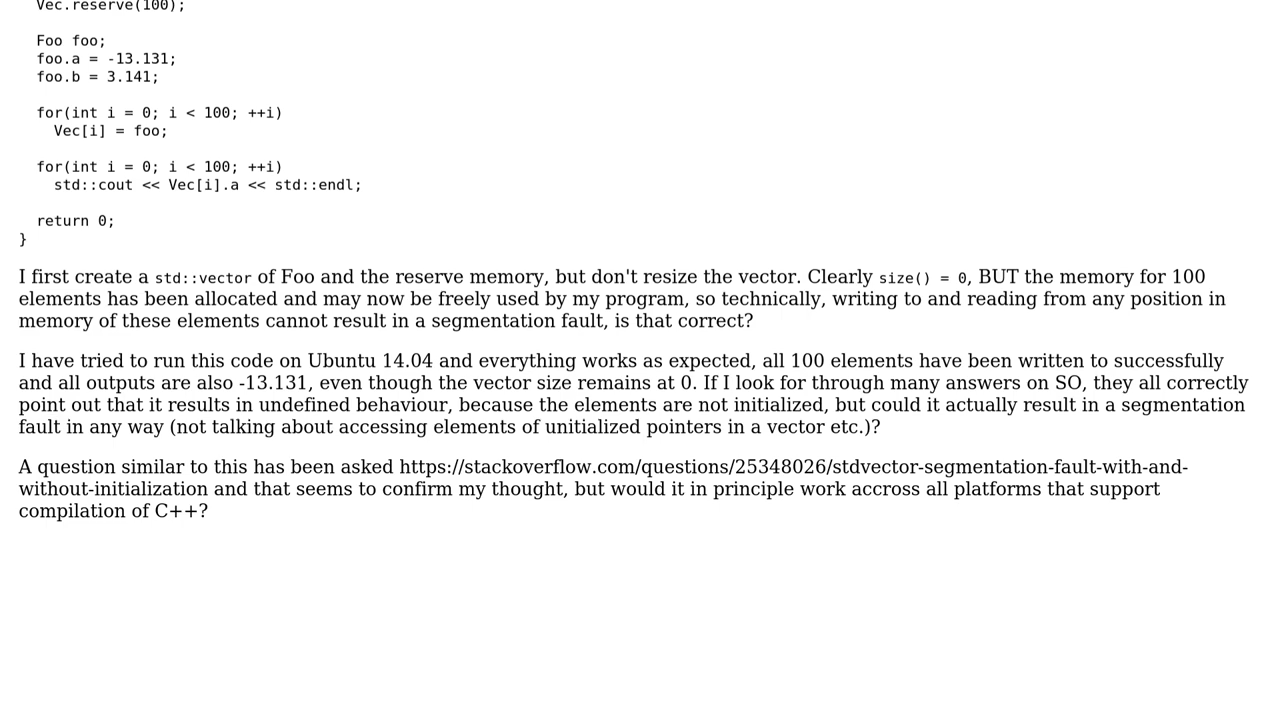 Vec.reserve(100);
Foo foo;
foo.a = -13.131;
foo.b = 3.141;
for(int i = 0; i < 100; ++i)
Vec[i] = foo;
for(int i = 0; i < 100; ++i)
std::cout << Vec[i].a << std::endl;
return 0;
}
I first create a std::vector of Foo and the reserve memory, but don't resize the vector. Clearly size() = 0, BUT the memory for 100
elements has been allocated and may now be freely used by my program, so technically, writing to and reading from any position in
memory of these elements cannot result in a segmentation fault, is that correct?
I have tried to run this code on Ubuntu 14.04 and everything works as expected, all 100 elements have been written to successfully
and all outputs are also -13.131, even though the vector size remains at 0. If I look for through many answers on SO, they all correctly
point out that it results in undefined behaviour, because the elements are not initialized, but could it actually result in a segmentation
fault in any way (not talking about accessing elements of unitialized pointers in a vector etc.)?
A question similar to this has been asked https://stackoverflow.com/questions/25348026/stdvector-segmentation-fault-with-and-
without-initialization and that seems to confirm my thought, but would it in principle work accross all platforms that support
compilation of C++?